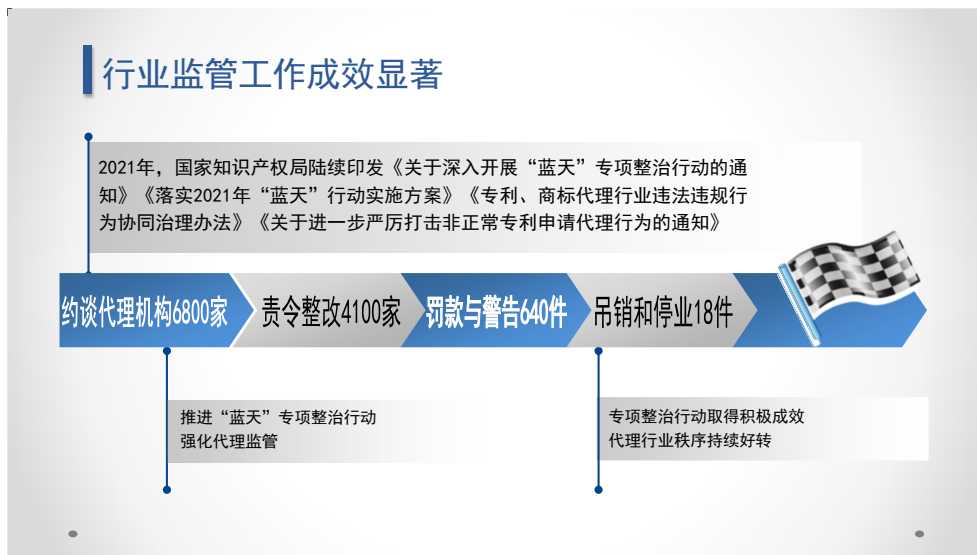 行业监管工作成效显著
2021年，国家知识产权局陆续印发《关于深入开展“蓝天”专项整治行动的通
知》《落实2021年“蓝天”行动实施方案》《专利、商标代理行业违法违规行
为协同治理办法》《关于进一步严厉打击非正常专利申请代理行为的通知》
约谈代理机构6800家
责令整改4100家
罚款与警告640件
吊销和停业18件
推进“蓝天”专项整治行动
强化代理监管
专项整治行动取得积极成效
代理行业秩序持续好转